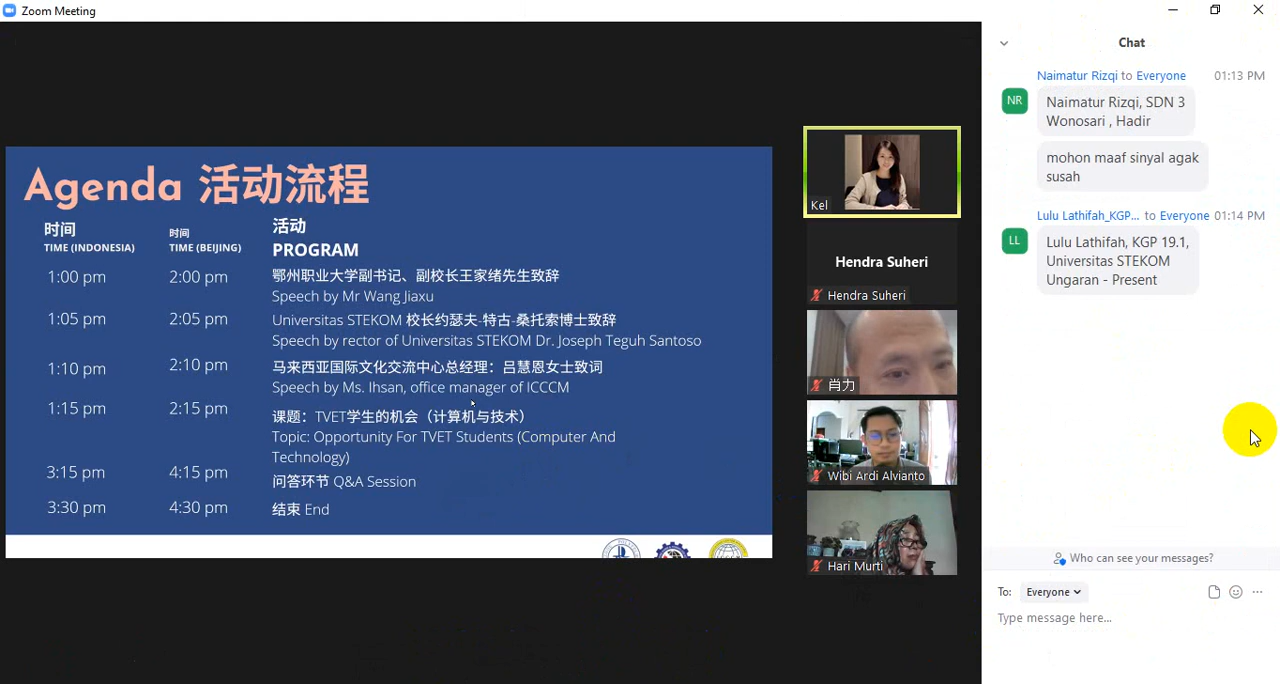 Zoom Meeting
Agenda 活动流程
时间
TIME (INDONESIA)
时间
TIME (BEIJING)
活动
PROGRAM
1:00 pm
2:00 pm
鄂州职业大学副书记、副校长王家绪先生致辞
Speech by Mr Wang Jiaxu
1:05 pm
2:05 pm
Universitas STEKOM 校长约瑟夫-特古-桑托索博士致辞
Speech by rector of Universitas STEKOM Dr. Joseph Teguh Santoso
1:10 pm
2:10 pm
马来西亚国际文化交流中心总经理：吕慧恩女士致词
Speech by Ms. Ihsan, office manager of ICCCM
1:15 pm
2:15 pm
课题：TVET学生的机会（计算机与技术）
Topic: Opportunity For TVET Students (Computer And
Technology)
3:15 pm
4:15 pm
问答环节 Q&A Session
3:30 pm
4:30 pm
结束 End
Kel
Hendra Suheri
Hendra Suheri
肖力
Wibi Ardi Alvianto
Hari Murti
Chat
Naimatur Rizqi to Everyone 01:13 PM
NR
Naimatur Rizqi, SDN 3
Wonosari , Hadir
mohon maaf sinyal agak
susah
Lulu Lathifah_KGP... to Everyone 01:14 PM
LL
Lulu Lathifah, KGP 19.1,
Universitas STEKOM
Ungaran - Present
Who can see your messages?
To: Everyone
Type message here...